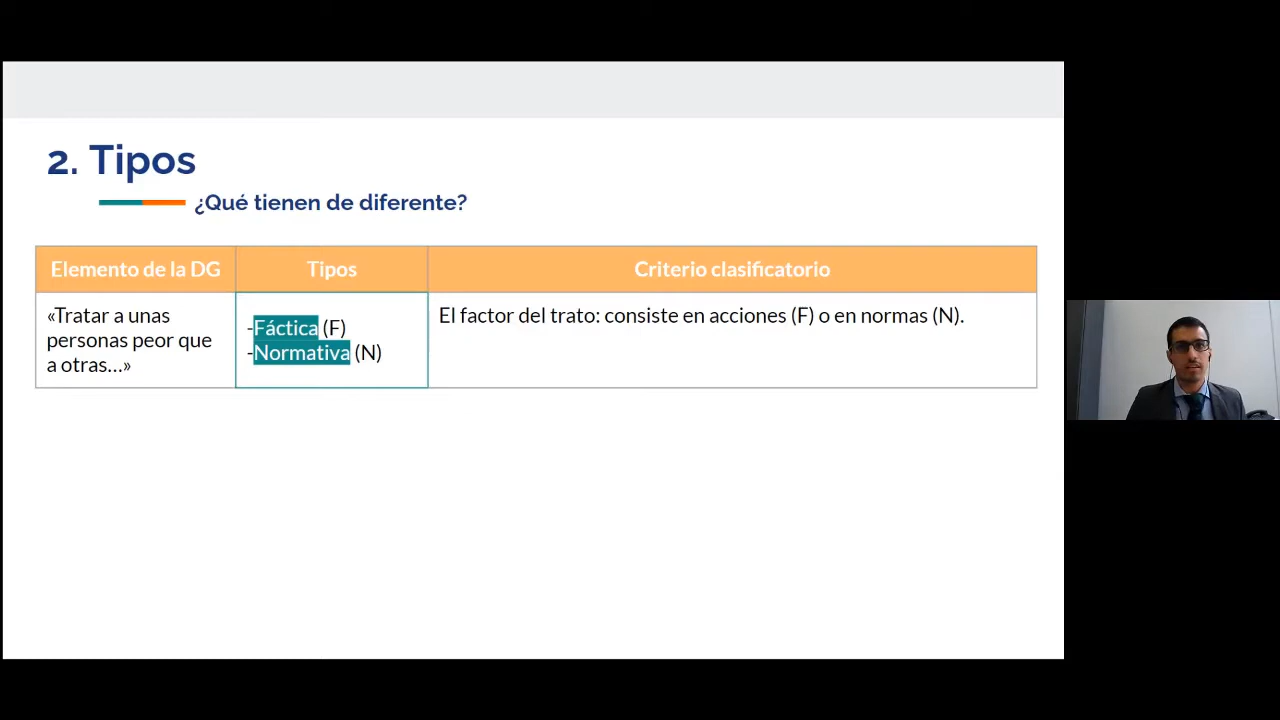 2. Tipos
¿Qué tienen de diferente?
Elemento de la DG
Tipos
Criterio clasificatorio
«Tratar a unas
personas peor que
a otras...»
-Fáctica (F)
-Normativa (N)
El factor del trato: consiste en acciones (F) o en normas (N).